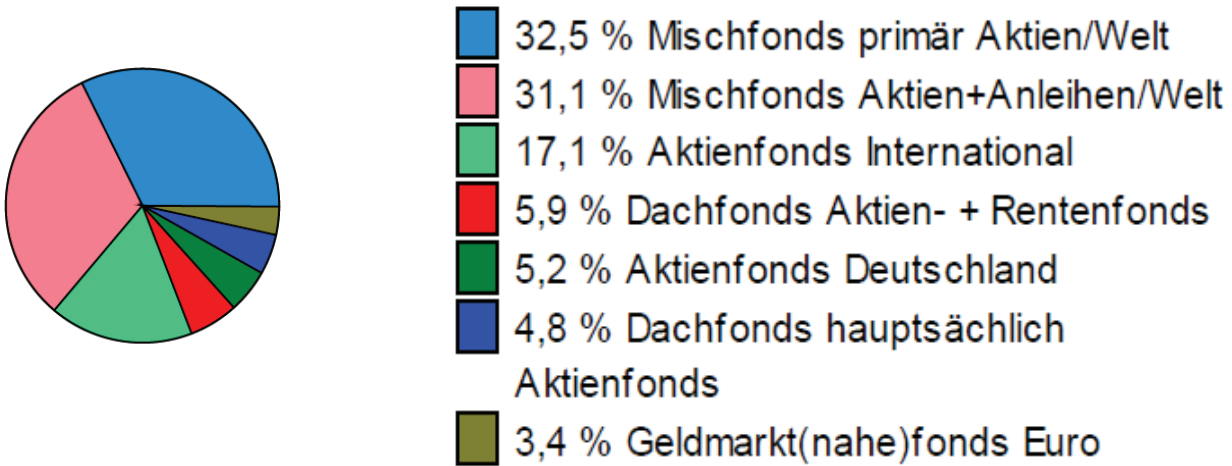 32,5 % Mischfonds primär Aktien/Welt
31,1 % Mischfonds Aktien+Anleihen/Welt
17,1 % Aktienfonds International
5,9 % Dachfonds Aktien- + Rentenfonds
5,2 % Aktienfonds Deutschland
4,8 % Dachfonds hauptsächlich
Aktienfonds
3,4 % Geldmarkt(nahe)fonds Euro